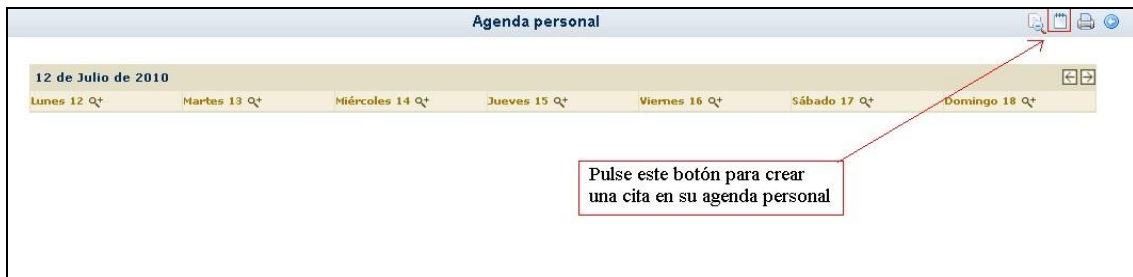 Agenda personal
12 de Julio de 2010
Lunes 12 Martes 13 Miércoles 14 Jueves 15 Viernes 16 Sábado 17 Domingo 18
Pulse este botón para crear
una cita en su agenda personal